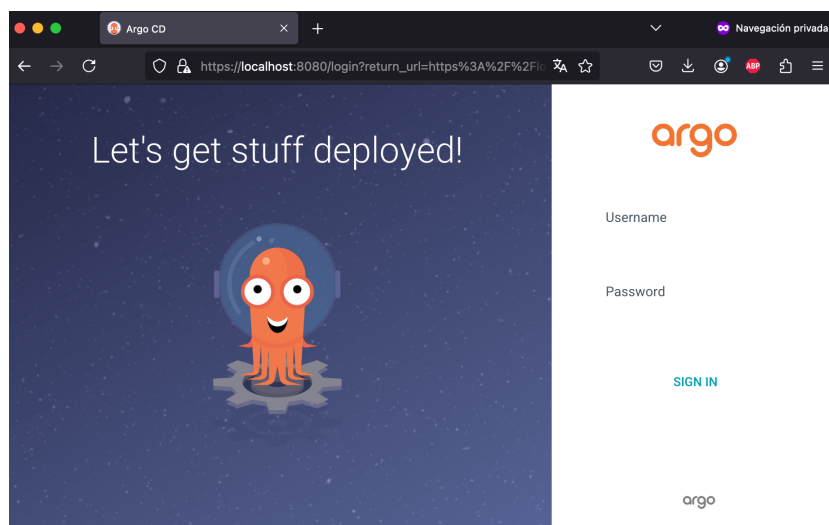 Argo CD
Navegación privada
https://localhost:8080/login?return_url=https%3A%2F%2Flo
ABP
Let's get stuff deployed!
argo
Username
Password
SIGN IN
argo